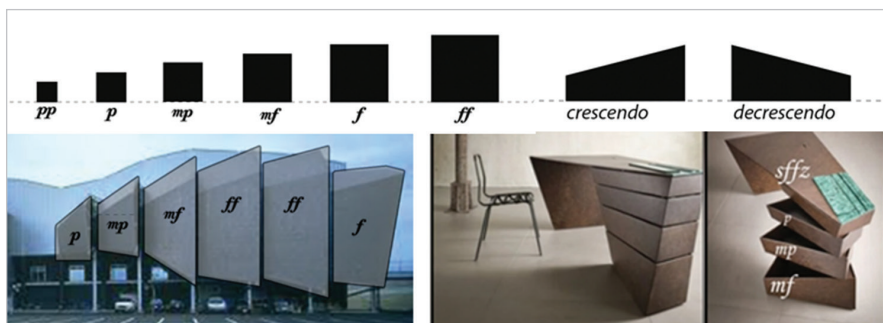 pp p mp mf f ff crescendo decrescendo
p mp mf ff ff f
sffz
p
mp
mf